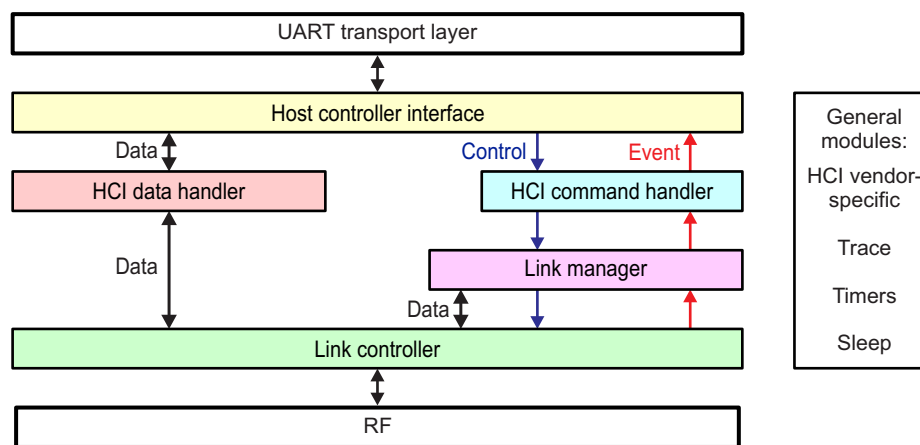 UART transport layer
Host controller interface
Data
Control
Event
HCI data handler
HCI command handler
Data
Link manager
Data
Link controller
RF
General
modules:
HCI vendor-
specific
Trace
Timers
Sleep